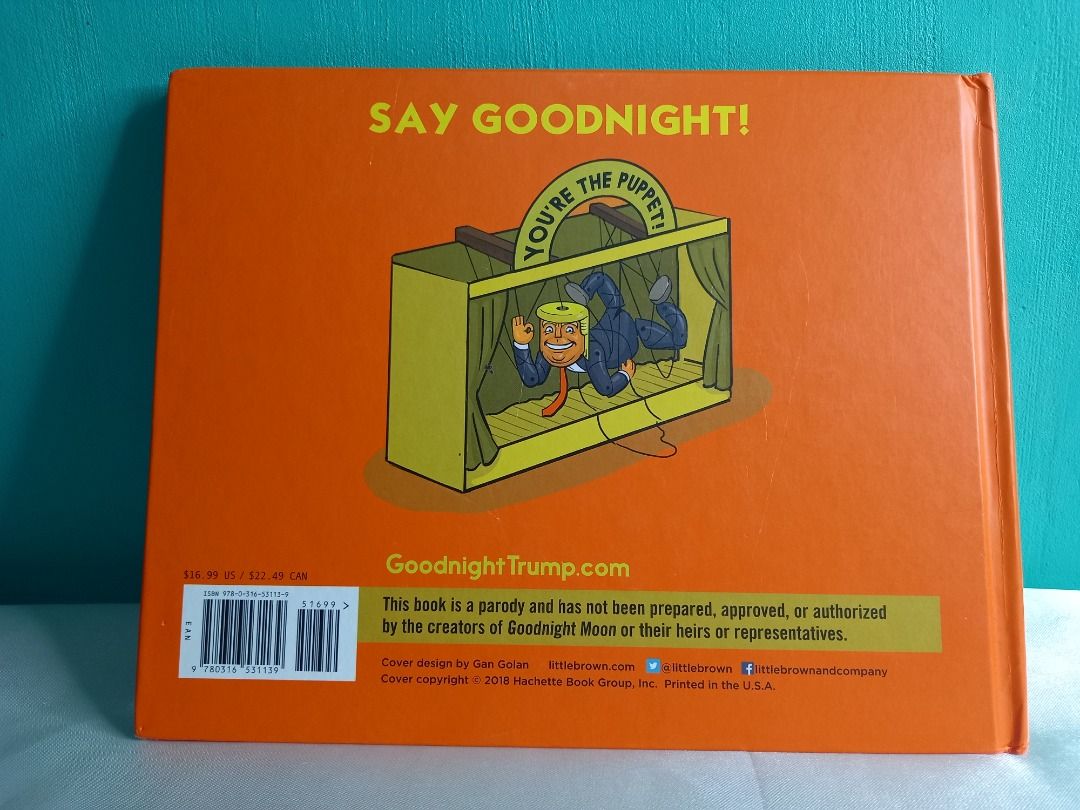 SAY GOODNIGHT!
YOU'RE THE PUPPET!
GoodnightTrump.com
$16.99 US / $22.49 CAN
ISBN 978-0-316-53113-9
51699 >
EAN
9 780316 531139
This book is a parody and has not been prepared, approved, or authorized
by the creators of Goodnight Moon or their heirs or representatives.
Cover design by Gan Golan littlebrown.com @littlebrown littlebrownandcompany
Cover copyright © 2018 Hachette Book Group, Inc. Printed in the U.S.A.